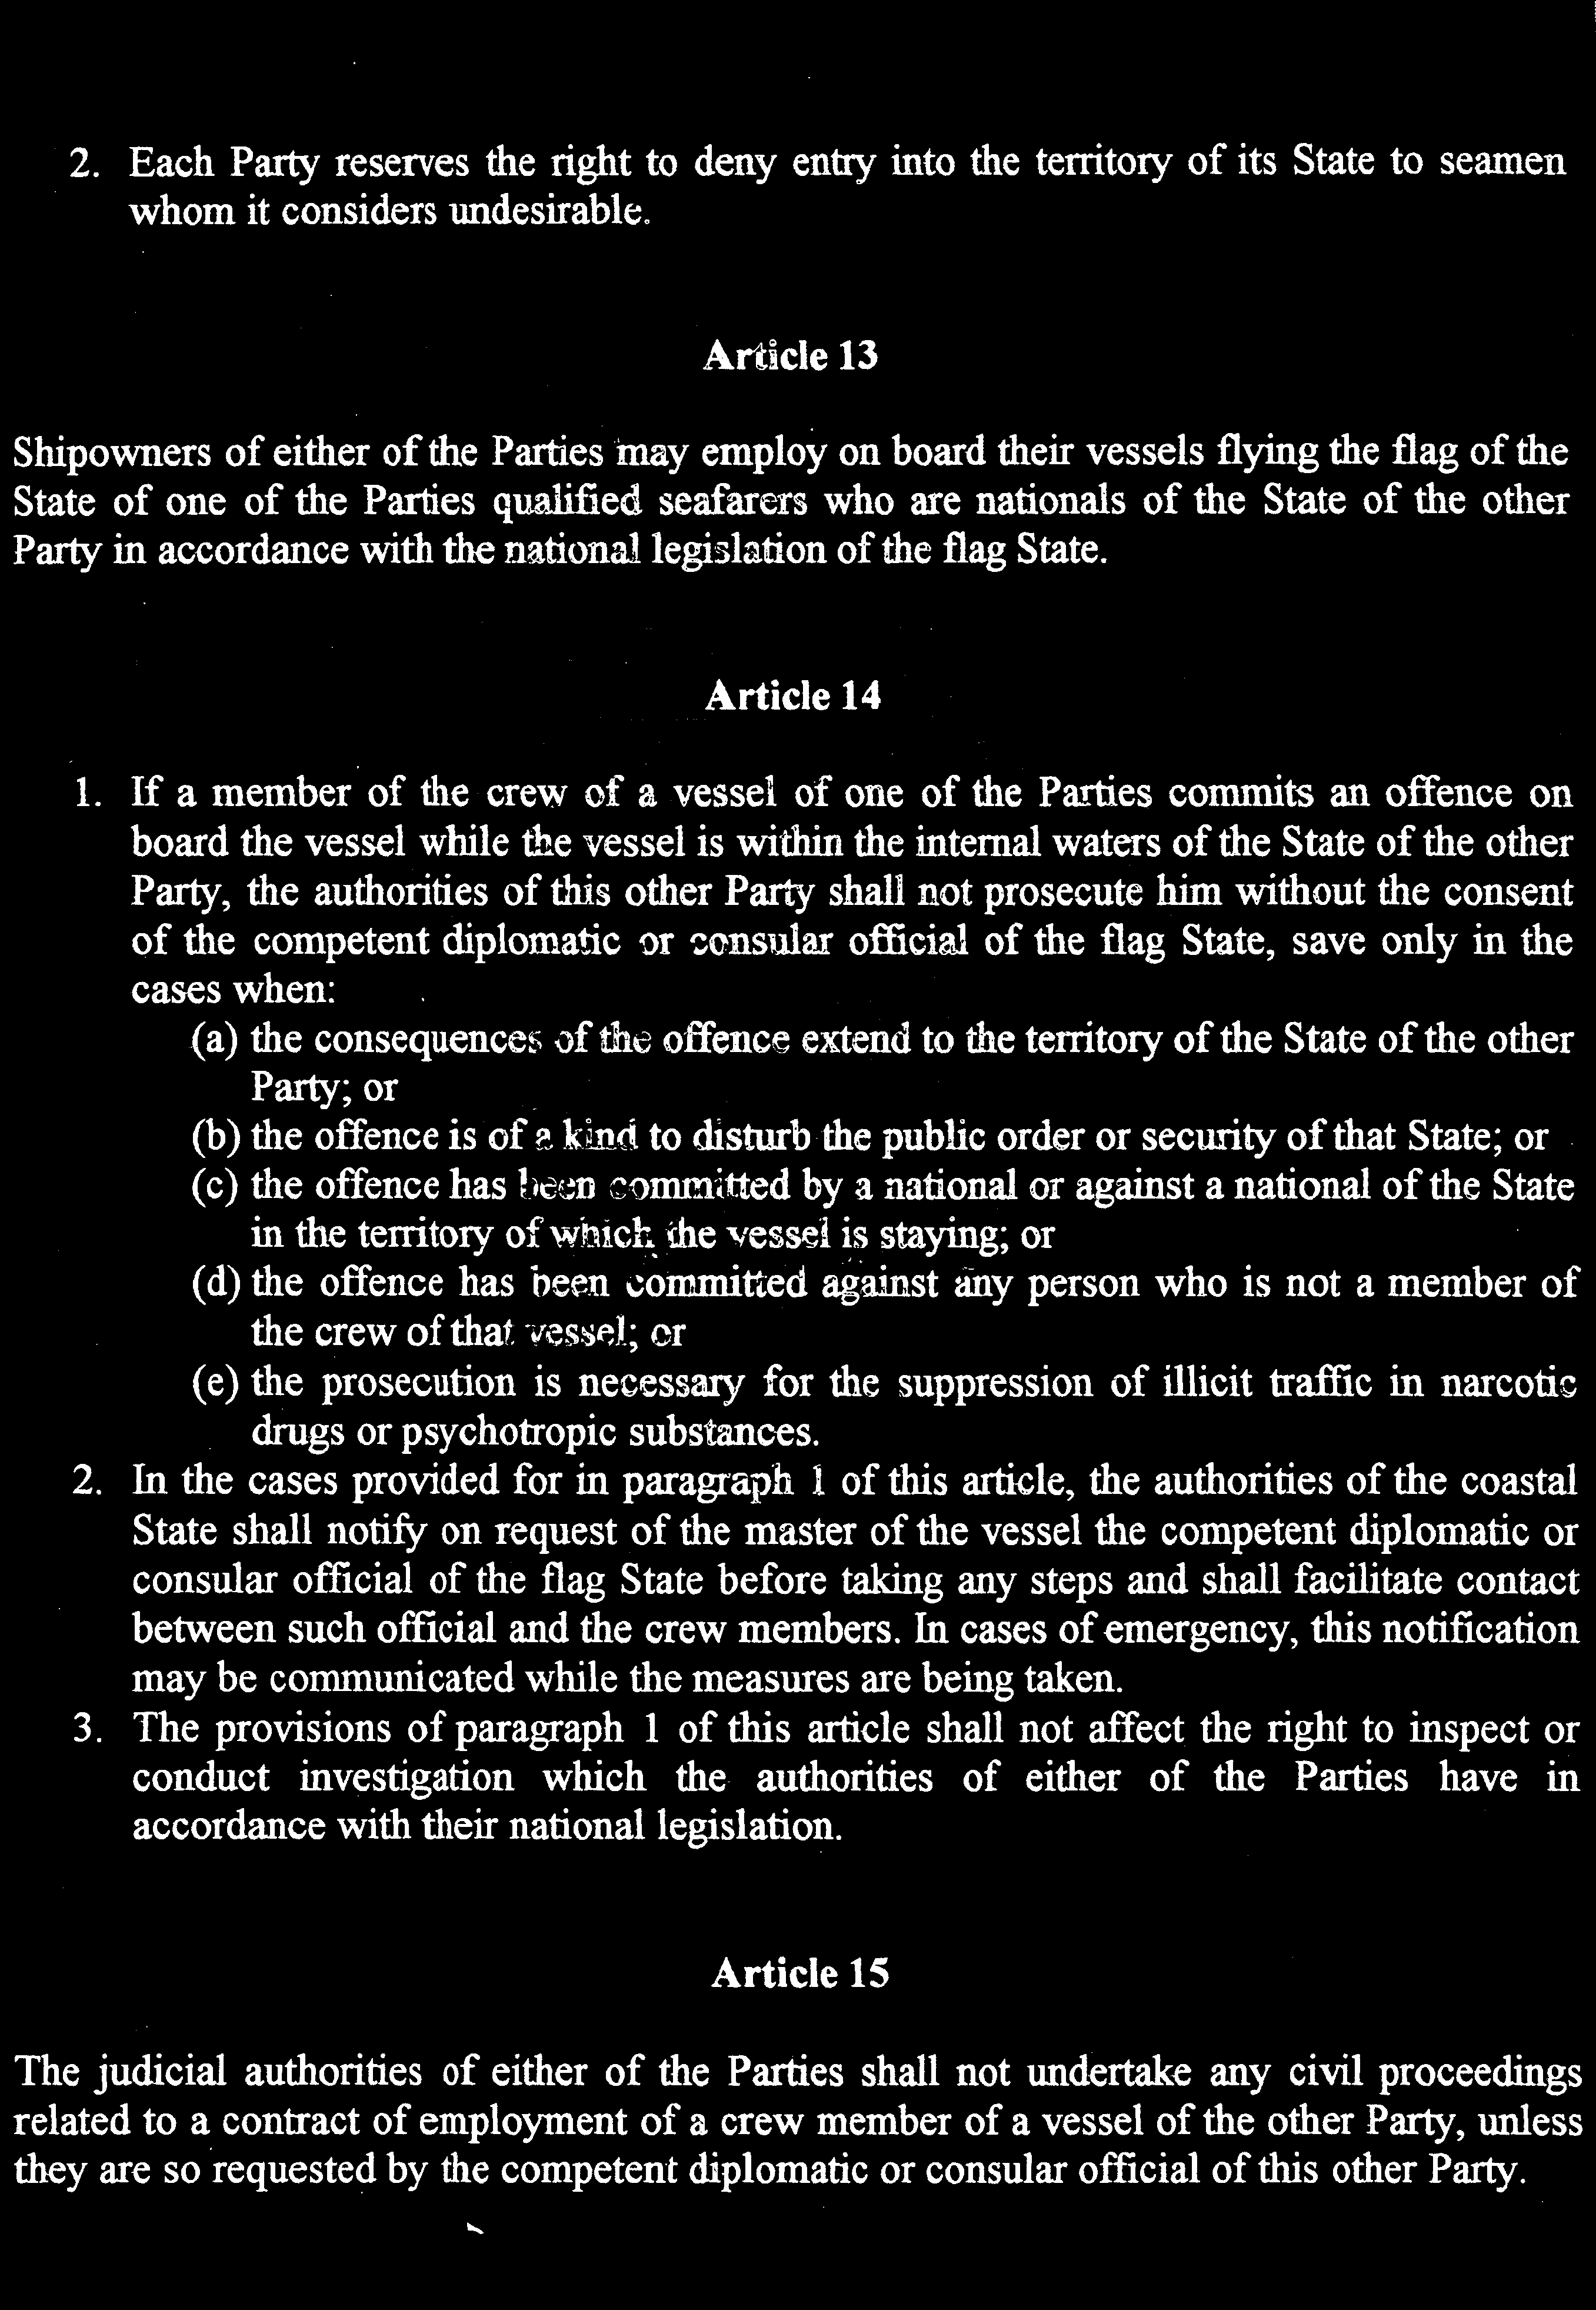 2. Each Party reserves the right to deny entry into the territory of its State to seamen
whom it considers undesirable.
Article 13
Shipowners of either of the Parties may employ on board their vessels flying the flag of the
State of one of the Parties qualified seafarers who are nationals of the State of the other
Party in accordance with the national legislation of the flag State.
Article 14
1. If a member of the crew of a vessel of one of the Parties commits an offence on
board the vessel while the vessel is within the internal waters of the State of the other
Party, the authorities of this other Party shall not prosecute him without the consent
of the competent diplomatic or consular official of the flag State, save only in the
cases when:
(a) the consequences of the offence extend to the territory of the State of the other
Party; or
(b) the offence is of a kind to disturb the public order or security of that State; or
(c) the offence has been committed by a national or against a national of the State
in the territory of which the vessel is staying; or
(d) the offence has been committed against any person who is not a member of
the crew of that vessel; or
(e) the prosecution is necessary for the suppression of illicit traffic in narcotic
drugs or psychotropic substances.
2. In the cases provided for in paragraph 1 of this article, the authorities of the coastal
State shall notify on request of the master of the vessel the competent diplomatic or
consular official of the flag State before taking any steps and shall facilitate contact
between such official and the crew members. In cases of emergency, this notification
may be communicated while the measures are being taken.
3. The provisions of paragraph 1 of this article shall not affect the right to inspect or
conduct investigation which the authorities of either of the Parties have in
accordance with their national legislation.
Article 15
The judicial authorities of either of the Parties shall not undertake any civil proceedings
related to a contract of employment of a crew member of a vessel of the other Party, unless
they are so requested by the competent diplomatic or consular official of this other Party.